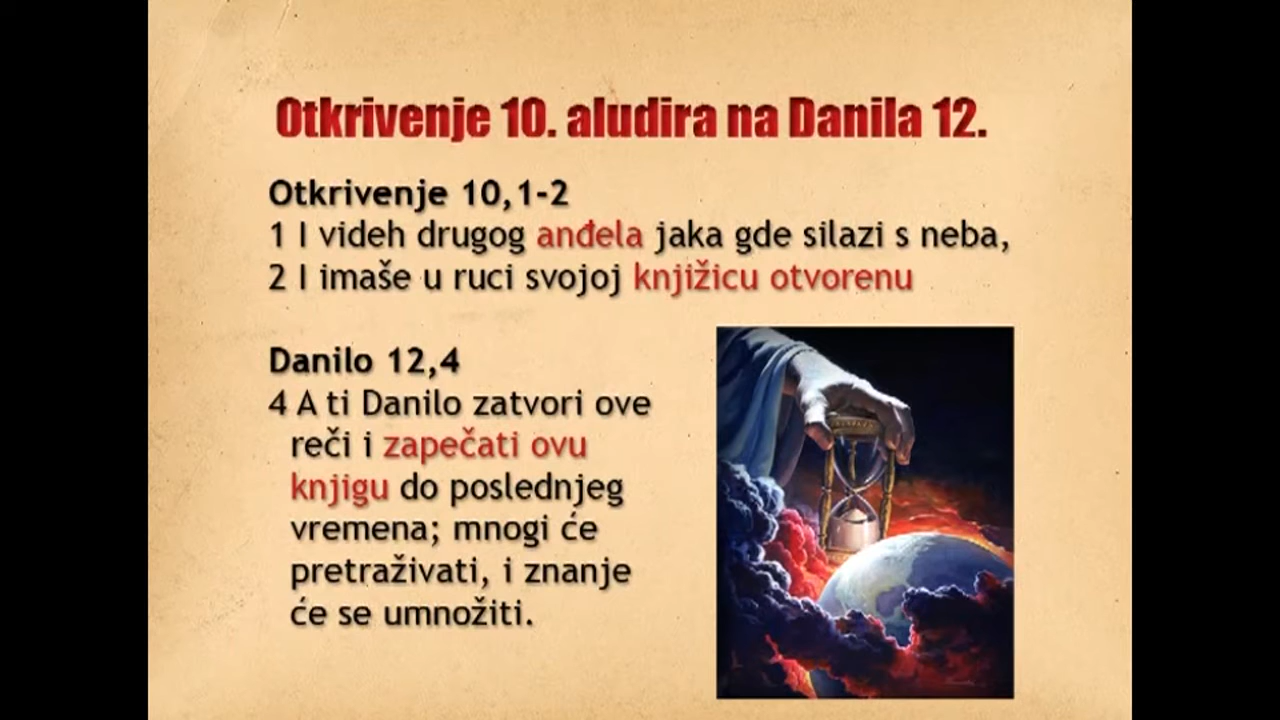 Otkrivenje 10. aludira na Danila 12.
Otkrivenje 10,1-2
1 I videh drugog anđela jaka gde silazi s neba,
2 I imaše u ruci svojoj knjižicu otvorenu
Danilo 12,4
4 A ti Danilo zatvori ove
reči i zapečati ovu
knjigu do poslednjeg
vremena; mnogi će
pretraživati, i znanje
će se umnožiti.